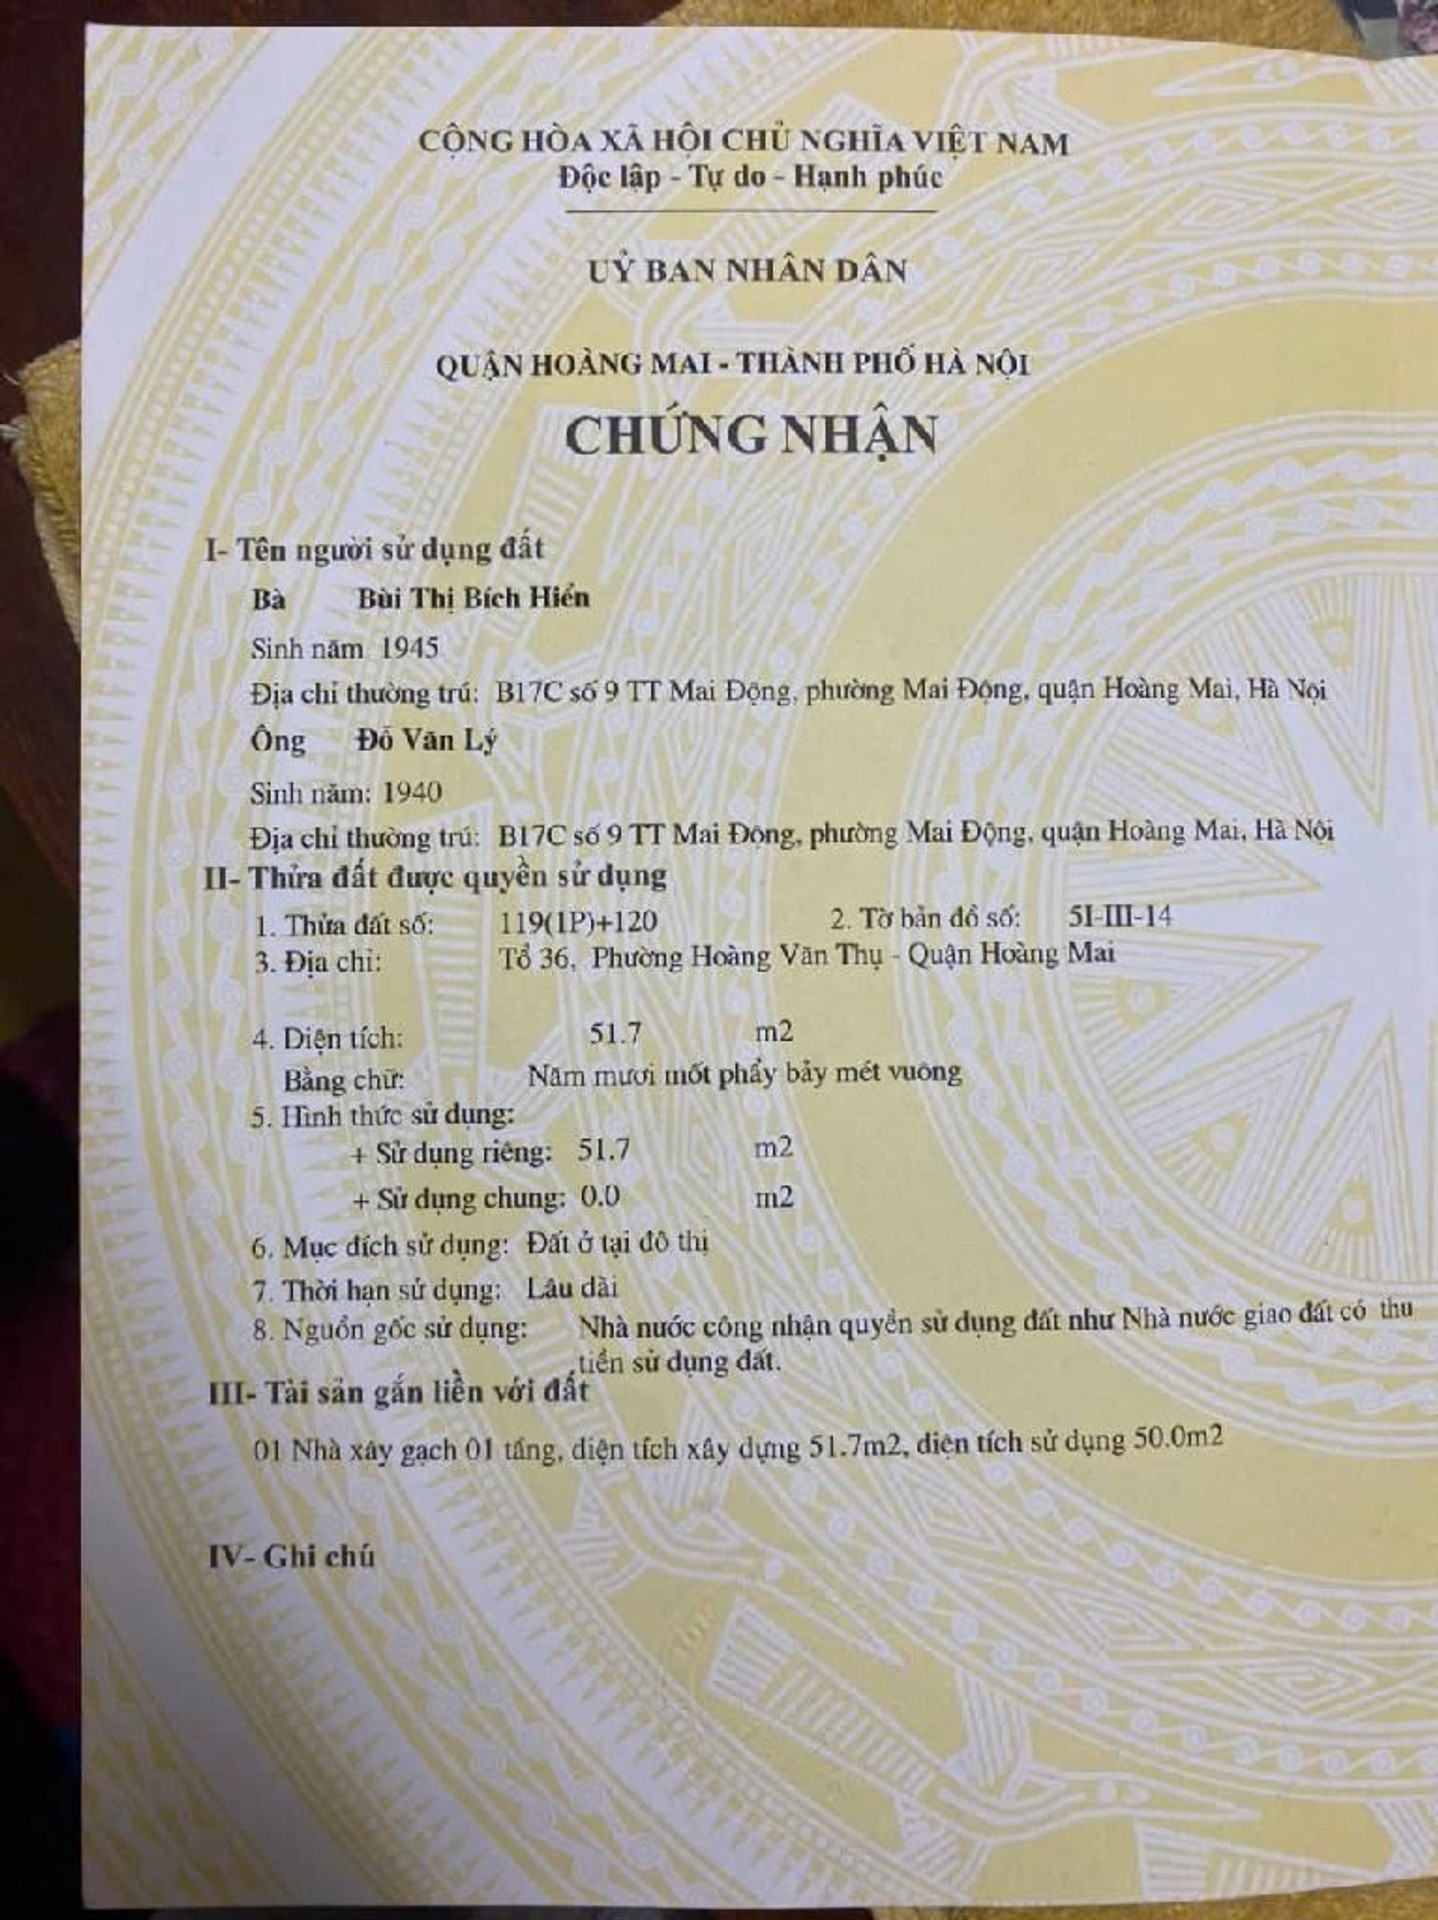 CỘNG HÒA XÃ HỘI CHỦ NGHĨA VIỆT NAM
Độc lập - Tự do - Hạnh phúc
UỶ BAN NHÂN DÂN
QUẬN HOÀNG MAI - THÀNH PHỐ HÀ NỘI
CHỨNG NHẬN
I- Tên người sử dụng đất
Bà Bùi Thị Bích Hiển
Sinh năm 1945
Địa chỉ thường trú: B17C số 9 TT Mai Động, phường Mai Động, quận Hoàng Mai, Hà Nội
Ông Đỗ Văn Lý
Sinh năm: 1940
Địa chỉ thường trú: B17C số 9 TT Mai Động, phường Mai Động, quận Hoàng Mai, Hà Nội
II- Thửa đất được quyền sử dụng
1. Thửa đất số: 119(1P)+120 2. Tờ bản đồ số: 5I-III-14
3. Địa chỉ: Tổ 36, Phường Hoàng Văn Thụ - Quận Hoàng Mai
4. Diện tích: 51.7 m2
Bằng chữ: Năm mươi mốt phẩy bảy mét vuông
5. Hình thức sử dụng:
+ Sử dụng riêng: 51.7 m2
+ Sử dụng chung: 0.0 m2
6. Mục đích sử dụng: Đất ở tại đô thị
7. Thời hạn sử dụng: Lâu dài
8. Nguồn gốc sử dụng: Nhà nước công nhận quyền sử dụng đất như Nhà nước giao đất có thu
tiền sử dụng đất.
III- Tài sản gắn liền với đất
01 Nhà xây gạch 01 tầng, diện tích xây dựng 51.7m2, diện tích sử dụng 50.0m2
IV- Ghi chú